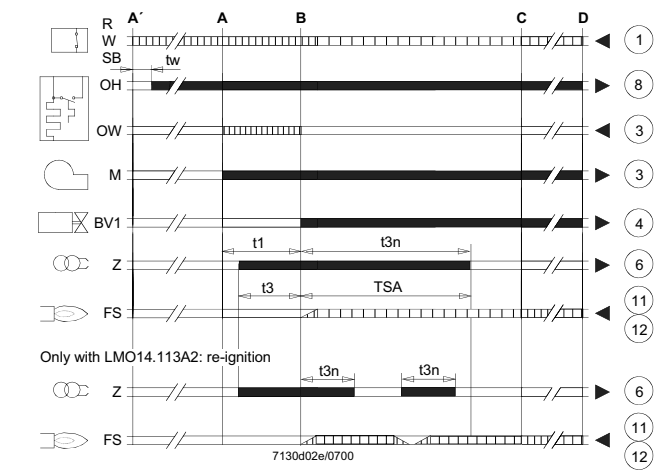 A´ A B C D
R
W 1
SB tw
OH 8
OW 3
M 3
BV1 4
t1 t3n
Z 6
t3 TSA
FS 11
12
Only with LMO14.113A2: re-ignition
t3n t3n
Z 6
FS 11
12
7130d02e/0700